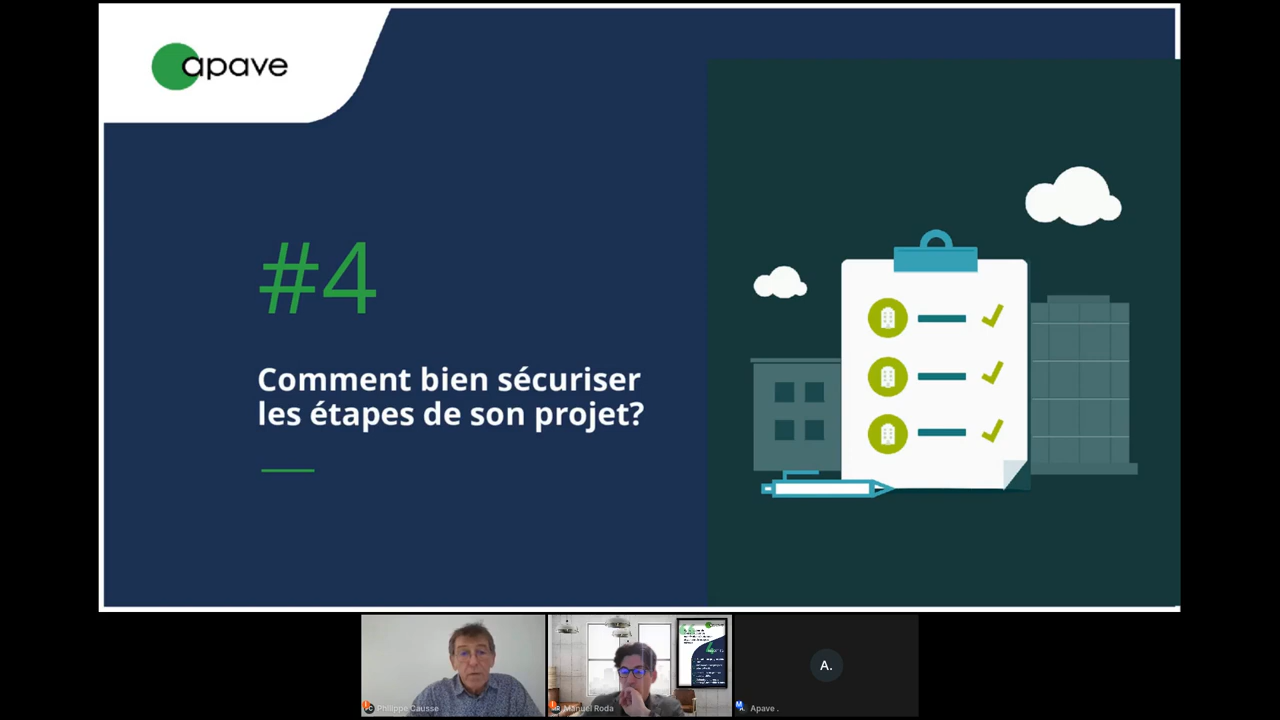 apave
#4
Comment bien sécuriser
les étapes de son projet?
Philippe Causse
Manuel Roda
A.
Apave .